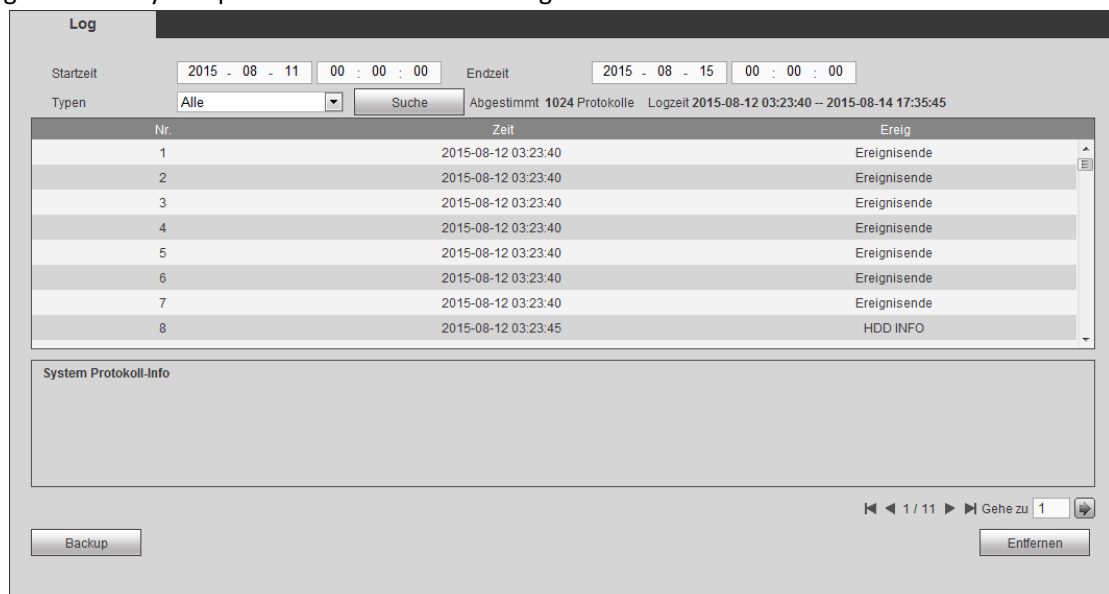 Log
Startzeit 2015 - 08 - 11 00 : 00 : 00 Endzeit 2015 - 08 - 15 00 : 00 : 00
Typen Alle Suche Abgestimmt 1024 Protokolle Logzeit 2015-08-12 03:23:40 -- 2015-08-14 17:35:45
Nr. Zeit Ereig
1 2015-08-12 03:23:40 Ereignisende
2 2015-08-12 03:23:40 Ereignisende
3 2015-08-12 03:23:40 Ereignisende
4 2015-08-12 03:23:40 Ereignisende
5 2015-08-12 03:23:40 Ereignisende
6 2015-08-12 03:23:40 Ereignisende
7 2015-08-12 03:23:40 Ereignisende
8 2015-08-12 03:23:45 HDD INFO
System Protokoll-Info
1 / 11 Gehe zu 1
Backup Entfernen